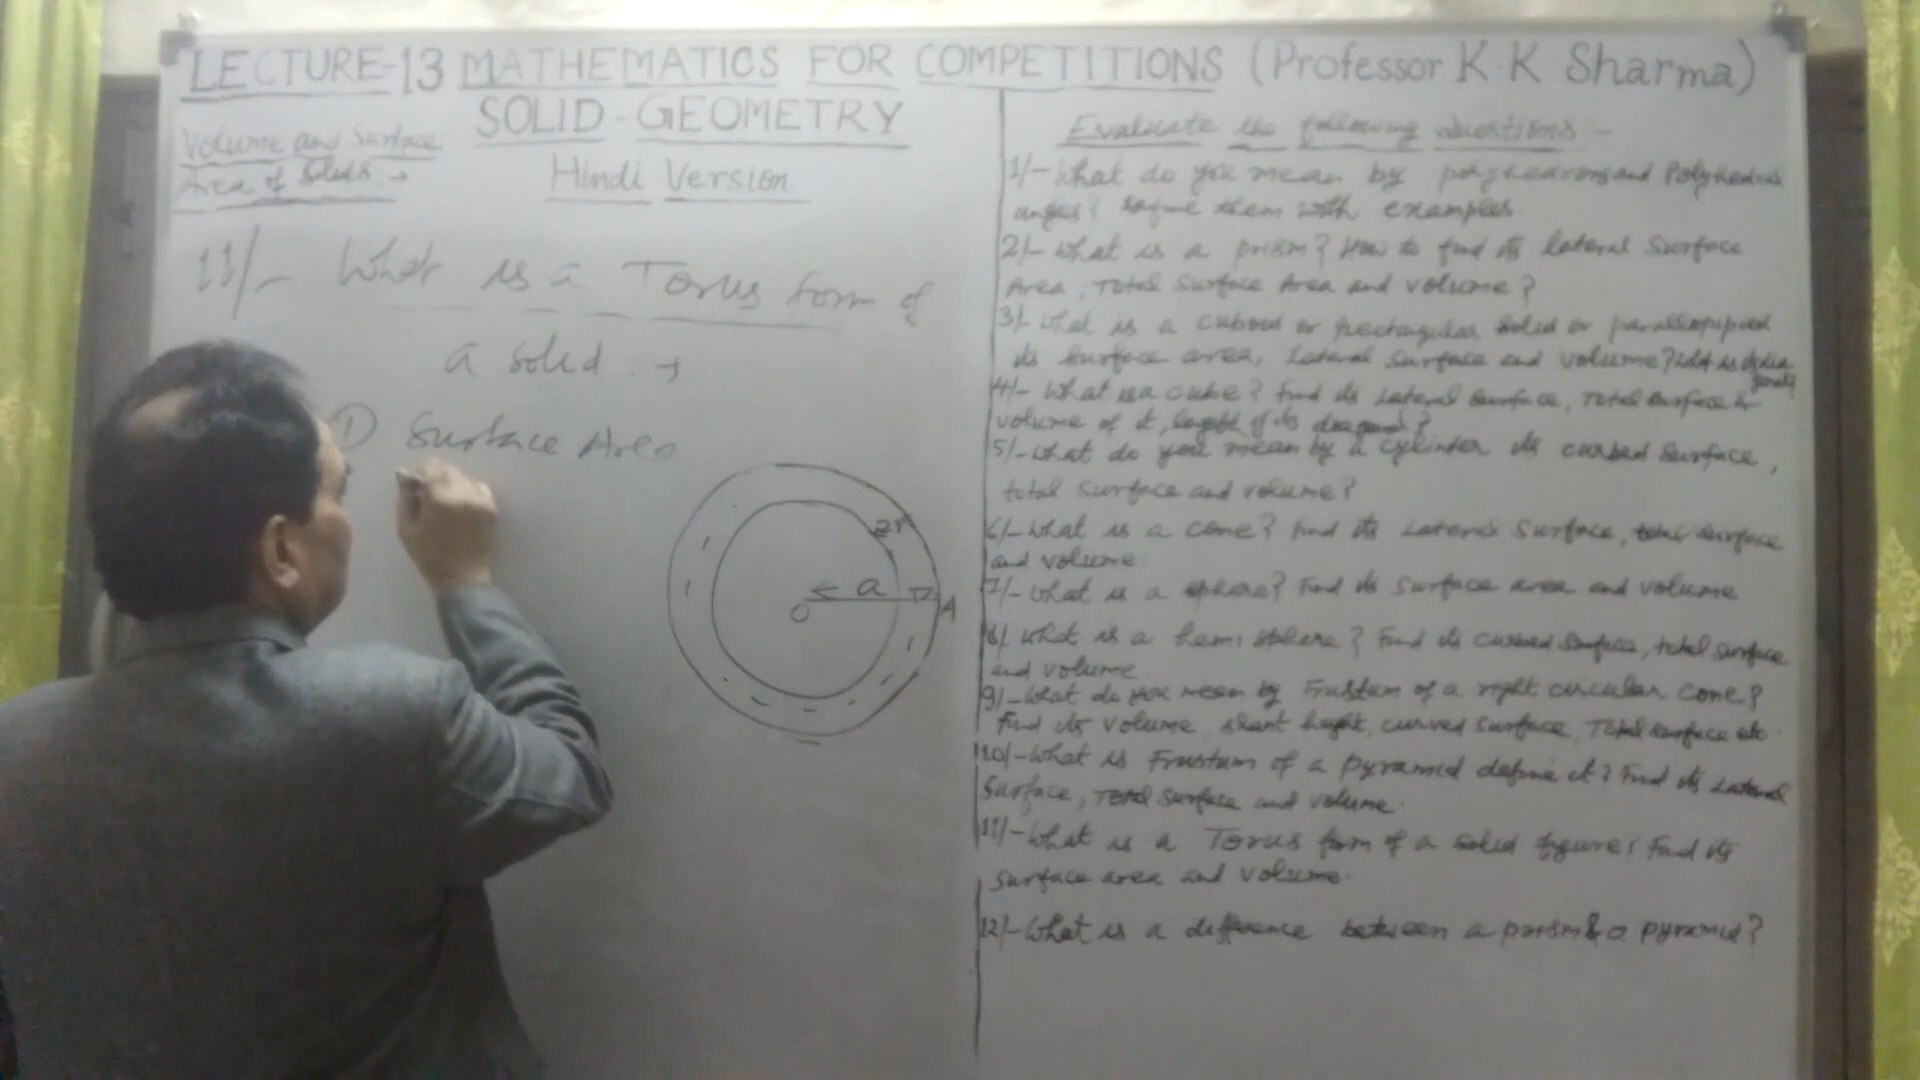 LECTURE-13 MATHEMATICS FOR COMPETITIONS (Professor K.K Sharma)
SOLID-GEOMETRY
Volume and Surface
Area of Solids:→
Hindi Version
11/- What is a Torus form of
a solid. →
① Surface Area
2r
a
O
A
Evaluate the following questions -
1/- What do you mean by polyhedrons and Polyhedral
angles? define them with examples
2/- What is a prism? How to find its lateral Surface
Area, Total Surface Area and volume?
3/- What is a cuboid or rectangular solid or parallopipied
its surface area, Lateral surface and volume? What is its diagonal?
4/- What is a cube? Find its Lateral Surface, Total surface &
volume of it, length of its diagonal?
5/- What do you mean by a cylinder its curbed Surface,
total surface and volume?
6/- What is a cone? Find its Lateral Surface, total surface
and volume.
7/- What is a sphere? Find its surface area and volume
8/ What is a hemi sphere? Find its curbed surface, total surface
and volume.
9/- What do you mean by Frustum of a right circular cone?
Find its volume, slant height, curved surface, Total surface etc.
10/- What is Frustum of a pyramid define it? Find its Lateral
Surface, Total surface and volume.
11/- What is a Torus form of a solid figure? Find its
surface area and volume.
12/- What is a difference between a prism & a pyramid?